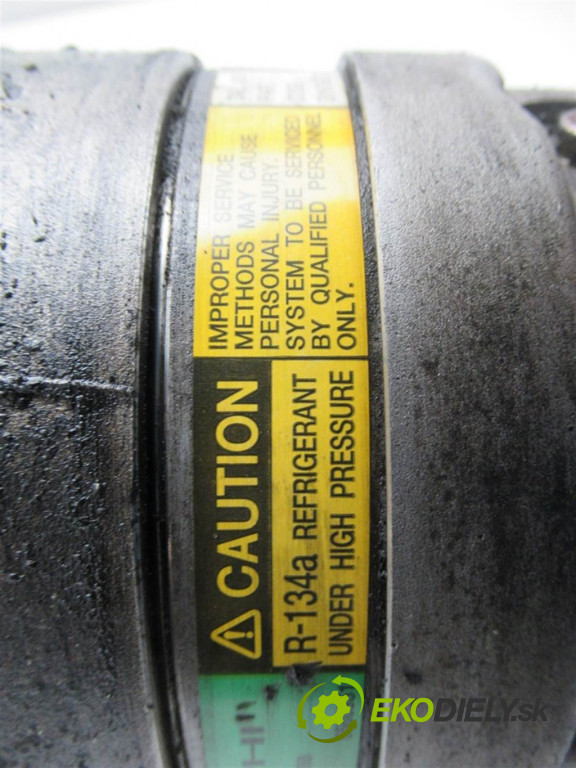 CAUTION
R-134a REFRIGERANT
UNDER HIGH PRESSURE
IMPROPER SERVICE
METHODS MAY CAUSE
PERSONAL INJURY.
SYSTEM TO BE SERVICED
BY QUALIFIED PERSONNEL
ONLY.
HI"
EKODIELY.sk